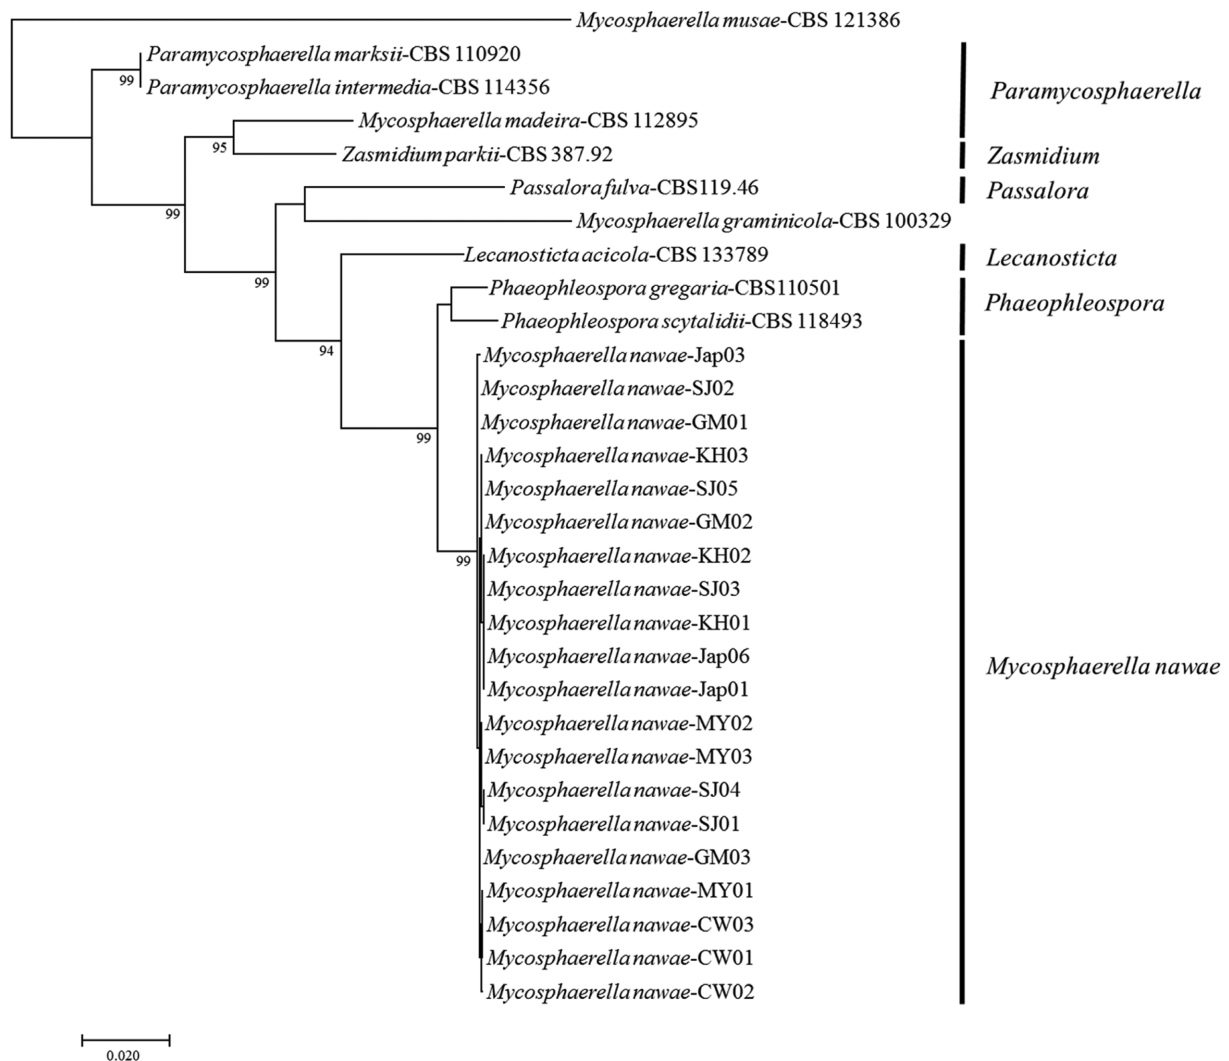 Mycosphaerella musae-CBS 121386
Paramycosphaerella marksii-CBS 110920
99
Paramycosphaerella intermedia-CBS 114356
Paramycosphaerella
Mycosphaerella madeira-CBS 112895
95
Zasmidium parkii-CBS 387.92
Zasmidium
Passalora fulva-CBS119.46
Passalora
99
Mycosphaerella graminicola-CBS 100329
Lecanosticta acicola-CBS 133789
Lecanosticta
99
Phaeophleospora gregaria-CBS110501
Phaeophleospora
Phaeophleospora scytalidii-CBS 118493
94
Mycosphaerella nawae-Jap03
Mycosphaerella nawae-SJ02
Mycosphaerella nawae-GM01
99
Mycosphaerella nawae-KH03
Mycosphaerella nawae-SJ05
Mycosphaerella nawae-GM02
Mycosphaerella nawae-KH02
99
Mycosphaerella nawae-SJ03
Mycosphaerella nawae-KH01
Mycosphaerella nawae-Jap06
Mycosphaerella nawae
Mycosphaerella nawae-Jap01
Mycosphaerella nawae-MY02
Mycosphaerella nawae-MY03
Mycosphaerella nawae-SJ04
Mycosphaerella nawae-SJ01
Mycosphaerella nawae-GM03
Mycosphaerella nawae-MY01
Mycosphaerella nawae-CW03
Mycosphaerella nawae-CW01
Mycosphaerella nawae-CW02
0.020